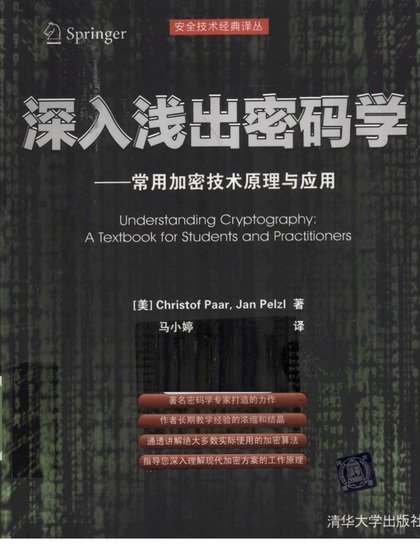 Springer
安全技术经典译丛
深入浅出密码学
——常用加密技术原理与应用
Understanding Cryptography:
A Textbook for Students and Practitioners
[美] Christof Paar, Jan Pelzl 著
马小婷 译
著名密码学专家打造的力作
作者长期教学经验的浓缩和结晶
通透讲解绝大多数实际使用的加密算法
指导您深入理解现代加密方案的工作原理
清华大学出版社